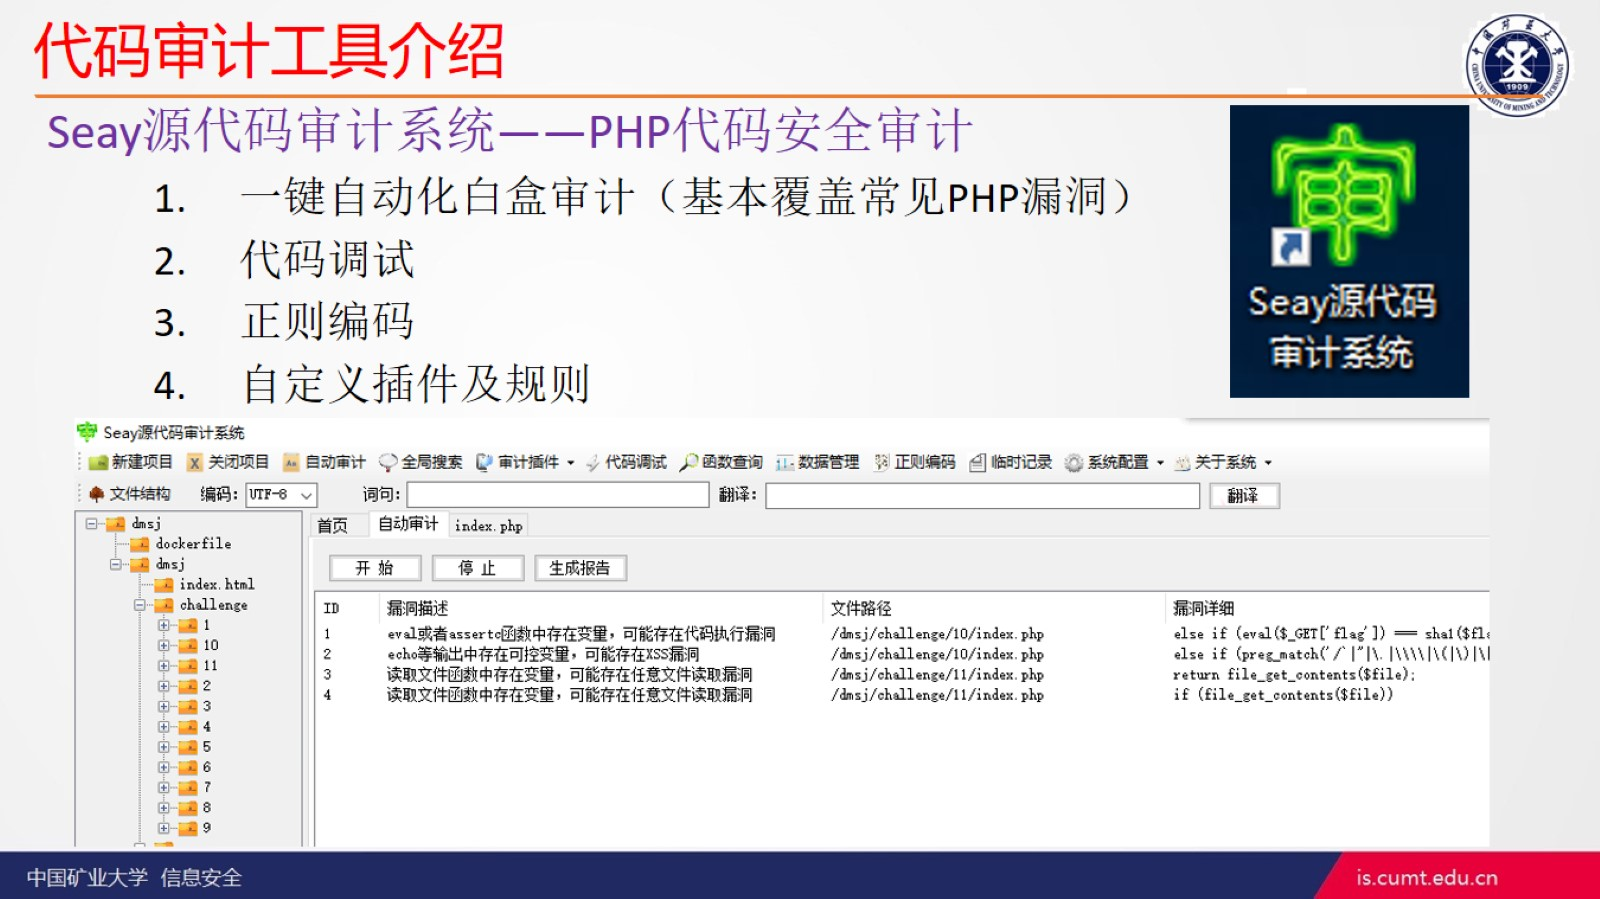 代码审计工具介绍
Seay源代码审计系统——PHP代码安全审计
1. 一键自动化白盒审计（基本覆盖常见PHP漏洞）
2. 代码调试
3. 正则编码
4. 自定义插件及规则
CHINA UNIVERSITY OF MINING AND TECHNOLOGY
1909
Seay源代码
审计系统
Seay源代码审计系统
新建项目 关闭项目 自动审计 全局搜索 审计插件 代码调试 函数查询 数据管理 正则编码 临时记录 系统配置 关于系统
文件结构 编码: UTF-8 词句: 翻译: 翻译
dmsj
dockerfile
dmsj
index.html
challenge
1
10
11
2
3
4
5
6
7
8
9
首页 自动审计 index.php
开 始 停 止 生成报告
ID 漏洞描述 文件路径 漏洞详细
1 eval或者assertc函数中存在变量，可能存在代码执行漏洞 /dmsj/challenge/10/index.php else if (eval($_GET['flag']) === sha1($fla
2 echo等输出中存在可控变量，可能存在XSS漏洞 /dmsj/challenge/10/index.php else if (preg_match('/`|"|\.|\\\\|\(|\)|\[
3 读取文件函数中存在变量，可能存在任意文件读取漏洞 /dmsj/challenge/11/index.php return file_get_contents($file);
4 读取文件函数中存在变量，可能存在任意文件读取漏洞 /dmsj/challenge/11/index.php if (file_get_contents($file))
中国矿业大学 信息安全
is.cumt.edu.cn